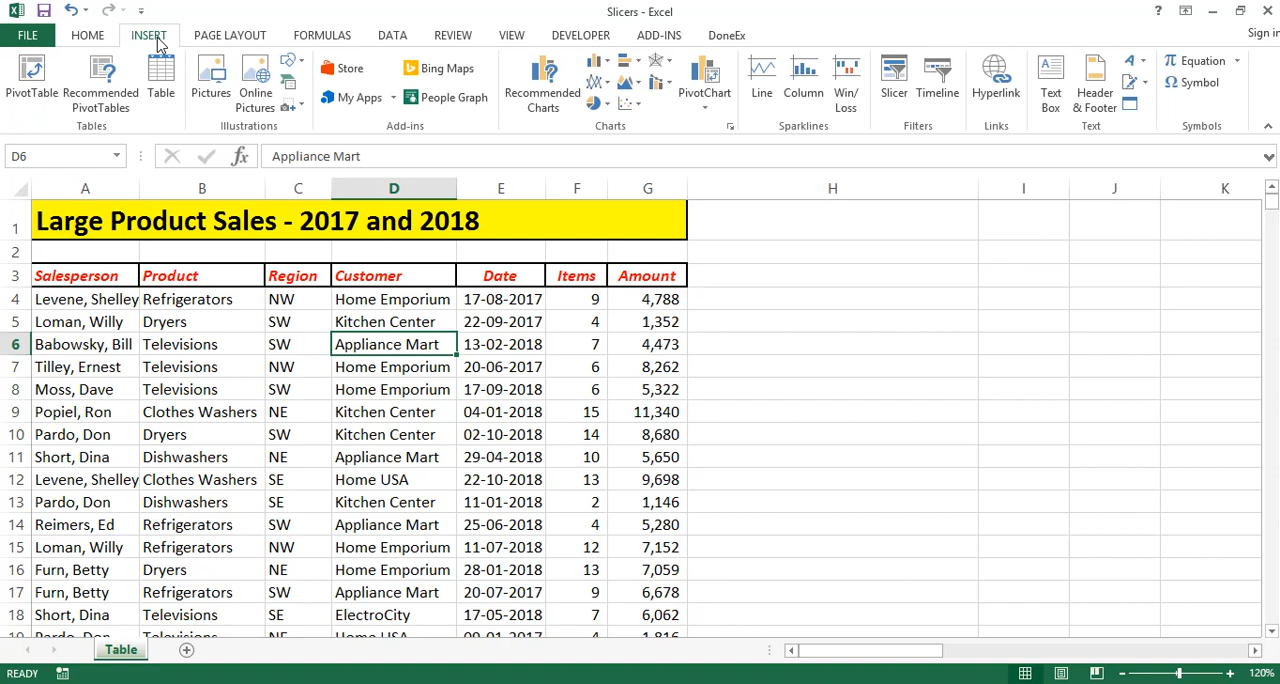 Slicers - Excel
Sign in
FILE HOME INSERT PAGE LAYOUT FORMULAS DATA REVIEW VIEW DEVELOPER ADD-INS DoneEx
PivotTable Recommended PivotTables Table
Tables
Pictures Online Pictures
Illustrations
Store
My Apps
Bing Maps
People Graph
Add-ins
Recommended Charts
PivotChart
Charts
Line Column Win/ Loss
Sparklines
Slicer Timeline
Filters
Hyperlink
Links
Text Box Header & Footer
Text
Equation
Symbol
Symbols
D6 fx Appliance Mart
A B C D E F G H I J K
1 Large Product Sales - 2017 and 2018
2
3 Salesperson Product Region Customer Date Items Amount
4 Levene, Shelley Refrigerators NW Home Emporium 17-08-2017 9 4,788
5 Loman, Willy Dryers SW Kitchen Center 22-09-2017 4 1,352
6 Babowsky, Bill Televisions SW Appliance Mart 13-02-2018 7 4,473
7 Tilley, Ernest Televisions NW Home Emporium 20-06-2017 6 8,262
8 Moss, Dave Televisions SW Home Emporium 17-09-2018 6 5,322
9 Popiel, Ron Clothes Washers NE Kitchen Center 04-01-2018 15 11,340
10 Pardo, Don Dryers SW Kitchen Center 02-10-2018 14 8,680
11 Short, Dina Dishwashers NE Appliance Mart 29-04-2018 10 5,650
12 Levene, Shelley Clothes Washers SE Home USA 22-10-2018 13 9,698
13 Pardo, Don Dishwashers SE Kitchen Center 11-01-2018 2 1,146
14 Reimers, Ed Refrigerators SW Appliance Mart 25-06-2018 4 5,280
15 Loman, Willy Refrigerators NW Home Emporium 11-07-2018 12 7,152
16 Furn, Betty Dryers NE Home Emporium 28-01-2018 13 7,059
17 Furn, Betty Refrigerators SW Appliance Mart 20-07-2017 9 6,678
18 Short, Dina Televisions SE ElectroCity 17-05-2018 7 6,062
19 Pardo, Don Televisions NE Home USA 09-01-2017 4 1,816
Table
READY 120%